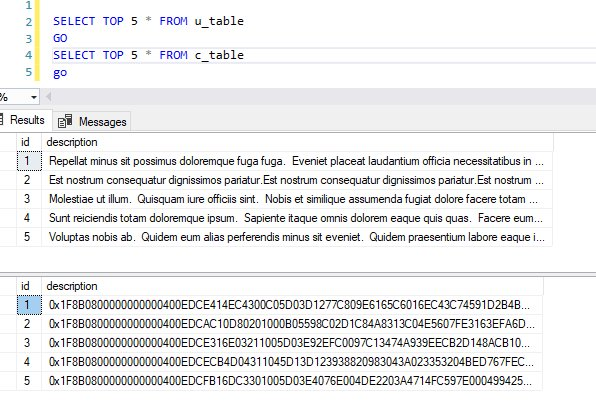 1
2 SELECT TOP 5 * FROM u_table
3 GO
4 SELECT TOP 5 * FROM c_table
5 go
%
Results Messages
id description
1 Repellat minus sit possimus doloremque fuga fuga. Eveniet placeat laudantium officia necessitatibus in ...
2 Est nostrum consequatur dignissimos pariatur.Est nostrum consequatur dignissimos pariatur.Est nostrum ...
3 Molestiae ut illum. Quisquam iure officiis sint. Nobis et similique assumenda fugiat dolore facere totam ...
4 Sunt reiciendis totam doloremque ipsum. Sapiente itaque omnis dolorem eaque quis quas. Facere eum...
5 Voluptas nobis ab. Quidem eum alias perferendis minus sit eveniet. Quidem praesentium labore eaque i...
id description
1 0x1F8B0800000000000400EDCE414EC4300C05D03D1277C809E6165C6016EC43C74591D2B4B...
2 0x1F8B0800000000000400EDCAC10D80201000B05598C02D1C84A8313C04E5607FE3163EFA6D...
3 0x1F8B0800000000000400EDCE316E03211005D03E92EFC0097C13474A939EECB2D148ACB10...
4 0x1F8B0800000000000400EDCECB4D04311045D13D123938820983043A023353204BED767FEC...
5 0x1F8B0800000000000400EDCFB16DC3301005D03E4076E004DE2203A4714FC597E000499425...